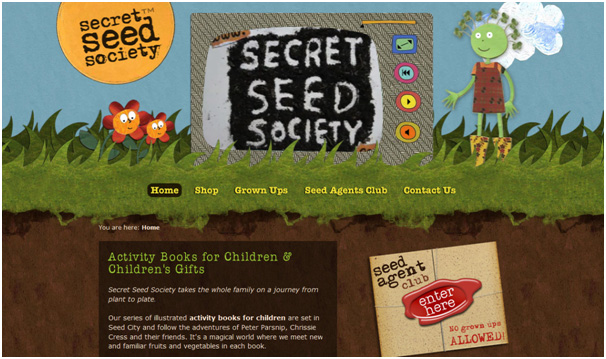 secret™
seed
society
www.
SECRET
SEED
SOCIETY
Home Shop Grown Ups Seed Agents Club Contact Us
You are here: Home
Activity Books for Children &
Children's Gifts
Secret Seed Society takes the whole family on a journey from
plant to plate.
Our series of illustrated activity books for children are set in
Seed City and follow the adventures of Peter Parsnip, Chrissie
Cress and their friends. It's a magical world where we meet new
and familiar fruits and vegetables in each book.
seed
agent
club
enter
here
No grown ups
ALLOWED!